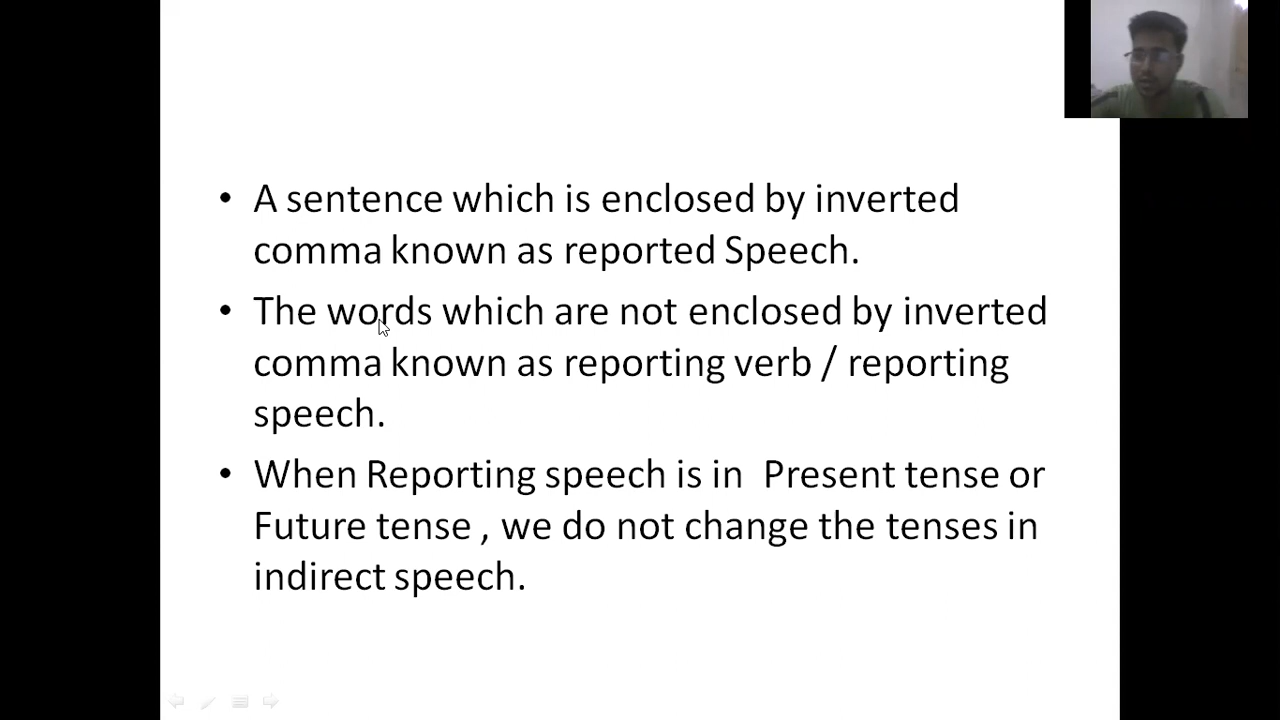 • A sentence which is enclosed by inverted
comma known as reported Speech.
• The words which are not enclosed by inverted
comma known as reporting verb / reporting
speech.
• When Reporting speech is in  Present tense or
Future tense , we do not change the tenses in
indirect speech.